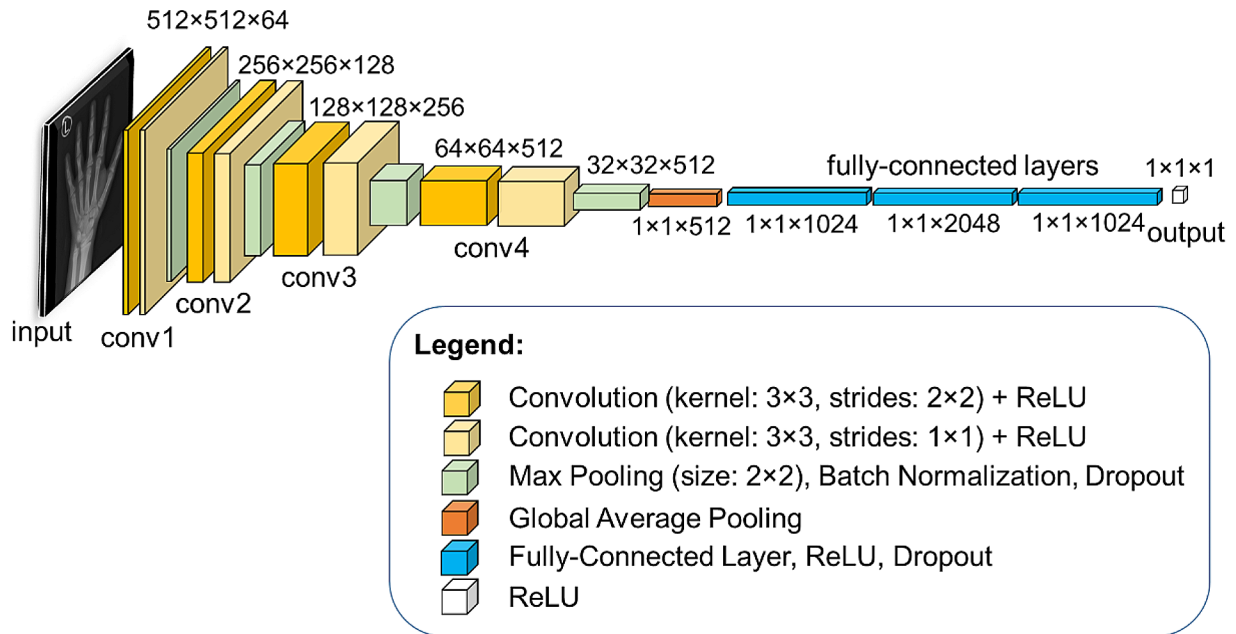 512×512×64
256×256×128
128×128×256
64×64×512
32×32×512
fully-connected layers
1×1×1
1×1×512
1×1×1024
1×1×2048
1×1×1024
output
L
input
conv1
conv2
conv3
conv4
Legend:
Convolution (kernel: 3×3, strides: 2×2) + ReLU
Convolution (kernel: 3×3, strides: 1×1) + ReLU
Max Pooling (size: 2×2), Batch Normalization, Dropout
Global Average Pooling
Fully-Connected Layer, ReLU, Dropout
ReLU